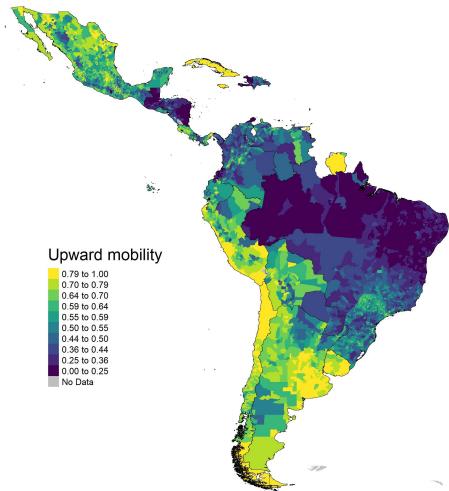 Upward mobility
0.79 to 1.00
0.70 to 0.79
0.64 to 0.70
0.59 to 0.64
0.55 to 0.59
0.50 to 0.55
0.44 to 0.50
0.36 to 0.44
0.25 to 0.36
0.00 to 0.25
No Data